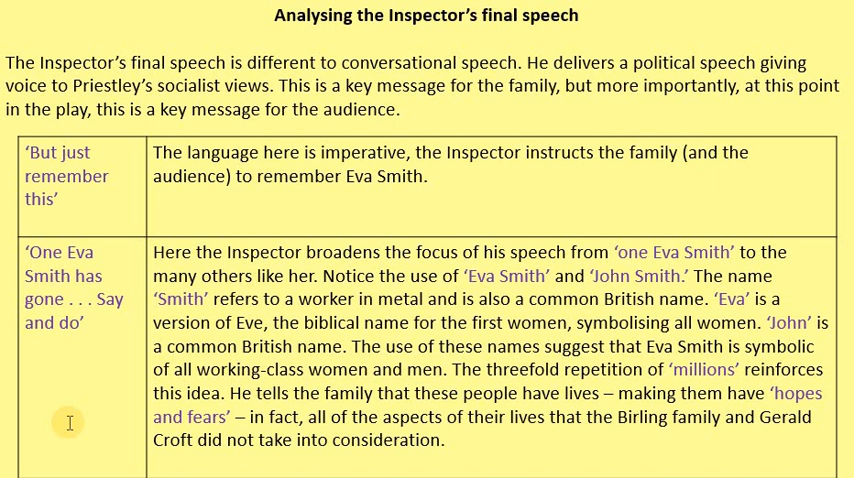 Analysing the Inspector's final speech
The Inspector's final speech is different to conversational speech. He delivers a political speech giving
voice to Priestley's socialist views. This is a key message for the family, but more importantly, at this point
in the play, this is a key message for the audience.
‘But just
remember
this’
The language here is imperative, the Inspector instructs the family (and the
audience) to remember Eva Smith.
‘One Eva
Smith has
gone . . . Say
and do’
Here the Inspector broadens the focus of his speech from ‘one Eva Smith’ to the
many others like her. Notice the use of ‘Eva Smith’ and ‘John Smith.’ The name
‘Smith’ refers to a worker in metal and is also a common British name. ‘Eva’ is a
version of Eve, the biblical name for the first women, symbolising all women. ‘John’ is
a common British name. The use of these names suggest that Eva Smith is symbolic
of all working-class women and men. The threefold repetition of ‘millions’ reinforces
this idea. He tells the family that these people have lives – making them have ‘hopes
and fears’ – in fact, all of the aspects of their lives that the Birling family and Gerald
Croft did not take into consideration.